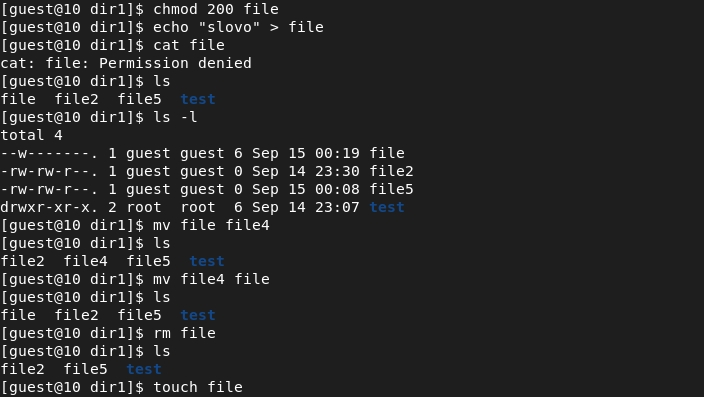 [guest@10 dir1]$ chmod 200 file
[guest@10 dir1]$ echo "slovo" > file
[guest@10 dir1]$ cat file
cat: file: Permission denied
[guest@10 dir1]$ ls
file  file2  file5  test
[guest@10 dir1]$ ls -l
total 4
--w-------. 1 guest guest 6 Sep 15 00:19 file
-rw-rw-r--. 1 guest guest 0 Sep 14 23:30 file2
-rw-rw-r--. 1 guest guest 0 Sep 15 00:08 file5
drwxr-xr-x. 2 root  root  6 Sep 14 23:07 test
[guest@10 dir1]$ mv file file4
[guest@10 dir1]$ ls
file2  file4  file5  test
[guest@10 dir1]$ mv file4 file
[guest@10 dir1]$ ls
file  file2  file5  test
[guest@10 dir1]$ rm file
[guest@10 dir1]$ ls
file2  file5  test
[guest@10 dir1]$ touch file